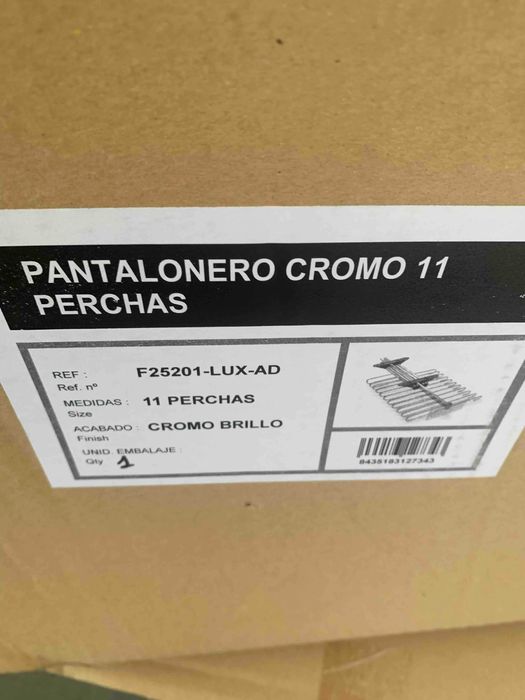 PANTALONERO CROMO 11
PERCHAS
REF :
Ref. nº
F25201-LUX-AD
MEDIDAS :
Size
11 PERCHAS
ACABADO :
Finish
CROMO BRILLO
UNID. EMBALAJE :
Qty
1
8435183127343